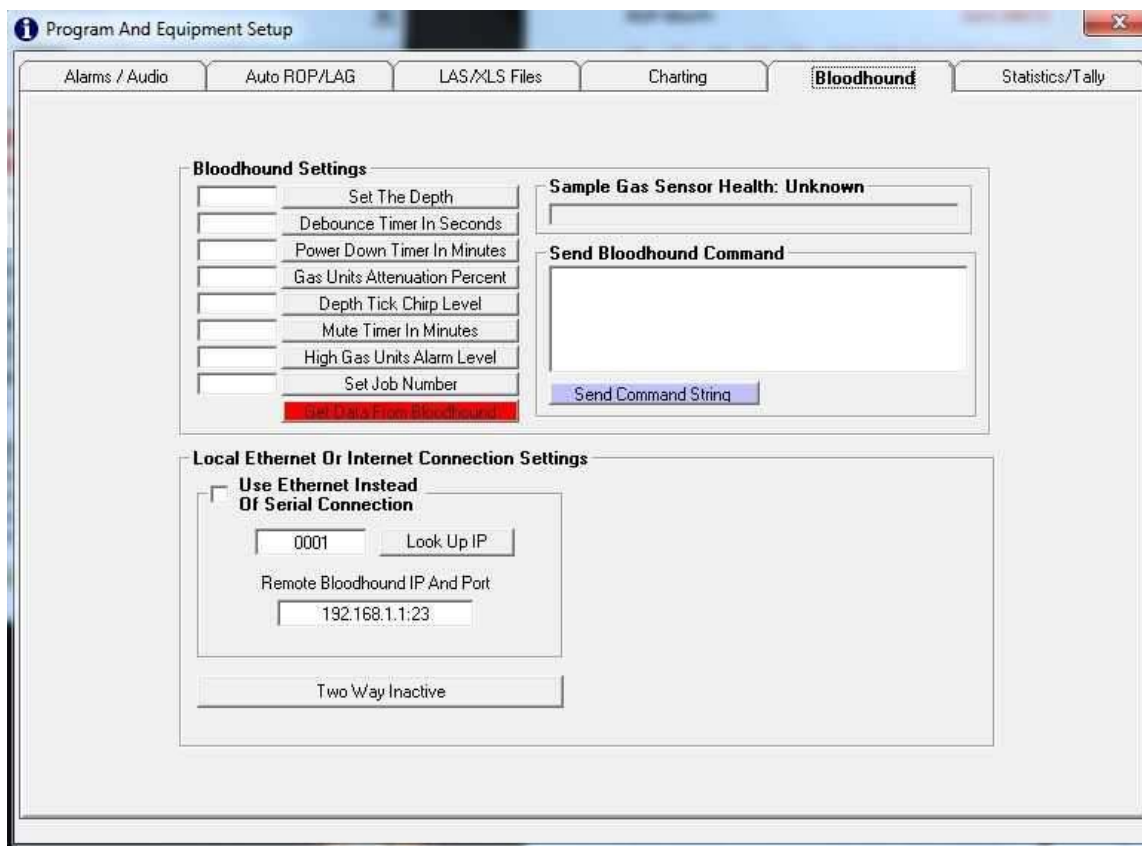 Program And Equipment Setup
Alarms / Audio
Auto ROP/LAG
LAS/XLS Files
Charting
Bloodhound
Statistics/Tally
Bloodhound Settings
Set The Depth
Debounce Timer In Seconds
Power Down Timer In Minutes
Gas Units Attenuation Percent
Depth Tick Chirp Level
Mute Timer In Minutes
High Gas Units Alarm Level
Set Job Number
Get Data From Bloodhound
Sample Gas Sensor Health: Unknown
Send Bloodhound Command
Send Command String
Local Ethernet Or Internet Connection Settings
Use Ethernet Instead
Of Serial Connection
0001
Look Up IP
Remote Bloodhound IP And Port
192.168.1.1:23
Two Way Inactive